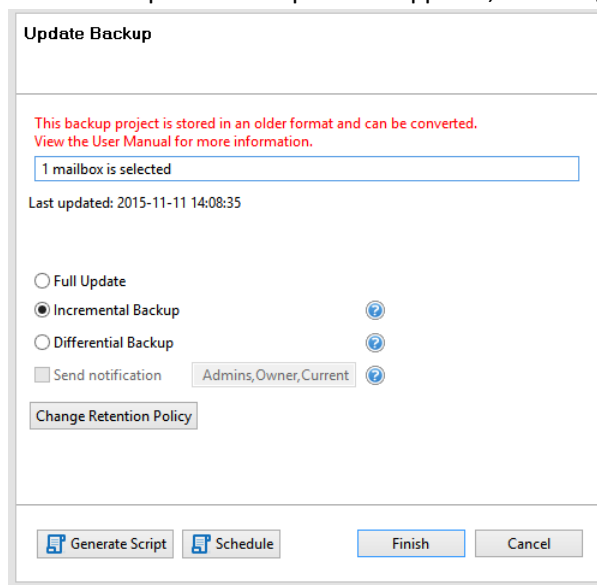 Update Backup
This backup project is stored in an older format and can be converted.
View the User Manual for more information.
1 mailbox is selected
Last updated: 2015-11-11 14:08:35
Full Update
Incremental Backup
Differential Backup
Send notification Admins,Owner,Current
Change Retention Policy
Generate Script Schedule Finish Cancel